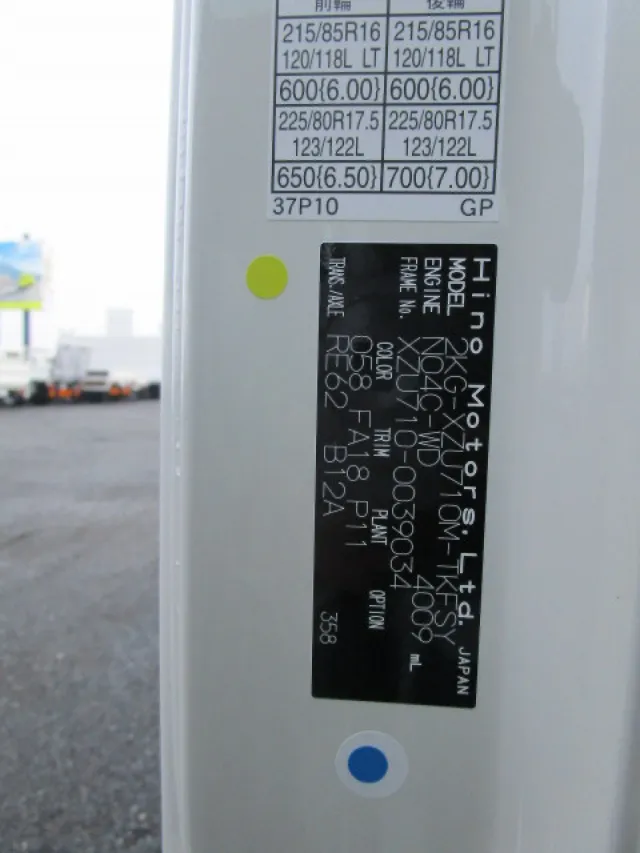 前輪 後輪
215/85R16 215/85R16
120/118L LT 120/118L LT
600{6.00} 600{6.00}
225/80R17.5 225/80R17.5
123/122L 123/122L
650{6.50} 700{7.00}
37P10 GP
Hino Motors, Ltd. JAPAN
MODEL 2KG-XZU710M-TKFSY
ENGINE N04C-WD 4009 mL
FRAME No. XZU710-0039034
COLOR TRIM PLANT OPTION
058 FA18 P11
TRANS./AXLE RE62 B12A 358